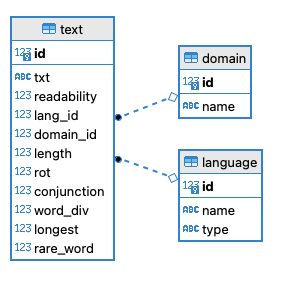 text
123 id
ABC txt
123 readability
123 lang_id
123 domain_id
123 length
123 rot
123 conjunction
123 word_div
123 longest
123 rare_word
domain
123 id
ABC name
language
123 id
ABC name
ABC type